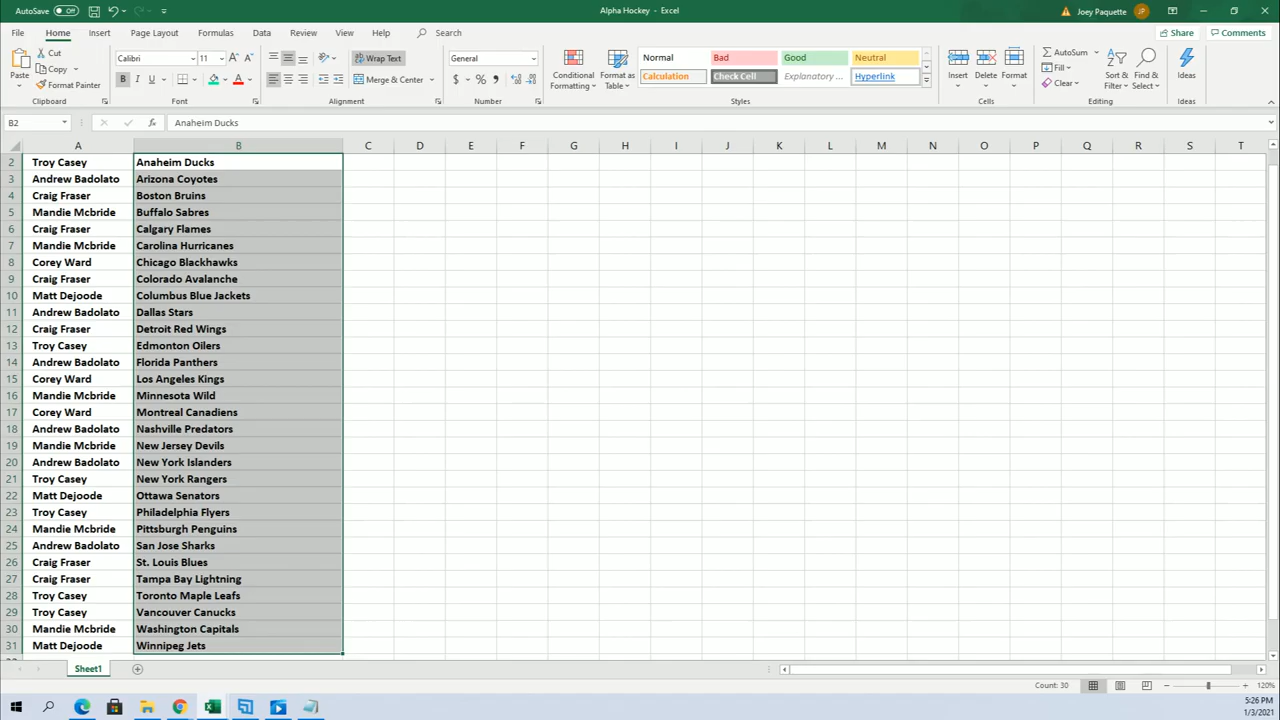 AutoSave Off Alpha Hockey - Excel Joey Paquette
File Home Insert Page Layout Formulas Data Review View Help Search Share Comments
Paste Cut Copy Format Painter Clipboard
Calibri 11 A A B I U A Font
ab Wrap Text Merge & Center Alignment
General $ % , Number
Conditional Formatting Format as Table
Normal Bad Good Neutral
Calculation Check Cell Explanatory ... Hyperlink
Styles
Insert Delete Format Cells
AutoSum Fill Clear Sort & Filter Find & Select Editing
Ideas Ideas
B2 fx Anaheim Ducks
A B C D E F G H I J K L M N O P Q R S T
2 Troy Casey Anaheim Ducks
3 Andrew Badolato Arizona Coyotes
4 Craig Fraser Boston Bruins
5 Mandie Mcbride Buffalo Sabres
6 Craig Fraser Calgary Flames
7 Mandie Mcbride Carolina Hurricanes
8 Corey Ward Chicago Blackhawks
9 Craig Fraser Colorado Avalanche
10 Matt Dejoode Columbus Blue Jackets
11 Andrew Badolato Dallas Stars
12 Craig Fraser Detroit Red Wings
13 Troy Casey Edmonton Oilers
14 Andrew Badolato Florida Panthers
15 Corey Ward Los Angeles Kings
16 Mandie Mcbride Minnesota Wild
17 Corey Ward Montreal Canadiens
18 Andrew Badolato Nashville Predators
19 Mandie Mcbride New Jersey Devils
20 Andrew Badolato New York Islanders
21 Troy Casey New York Rangers
22 Matt Dejoode Ottawa Senators
23 Troy Casey Philadelphia Flyers
24 Mandie Mcbride Pittsburgh Penguins
25 Andrew Badolato San Jose Sharks
26 Craig Fraser St. Louis Blues
27 Craig Fraser Tampa Bay Lightning
28 Troy Casey Toronto Maple Leafs
29 Troy Casey Vancouver Canucks
30 Mandie Mcbride Washington Capitals
31 Matt Dejoode Winnipeg Jets
Sheet1
Count: 30 120%
5:26 PM
1/3/2021